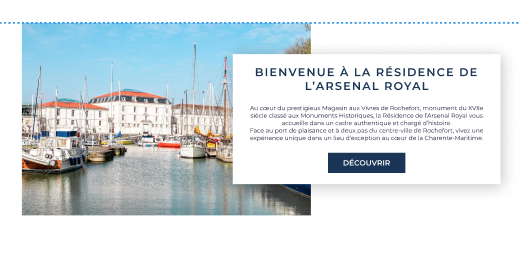 BIENVENUE À LA RÉSIDENCE DE
L'ARSENAL ROYAL
Au cœur du prestigieux Magasin aux Vivres de Rochefort, monument du XVIIe
siècle classé aux Monuments Historiques, la Résidence de l'Arsenal Royal vous
accueille dans un cadre authentique et chargé d'histoire.
Face au port de plaisance et à deux pas du centre-ville de Rochefort, vivez une
expérience unique dans un lieu d'exception au cœur de la Charente-Maritime.
DÉCOUVRIR